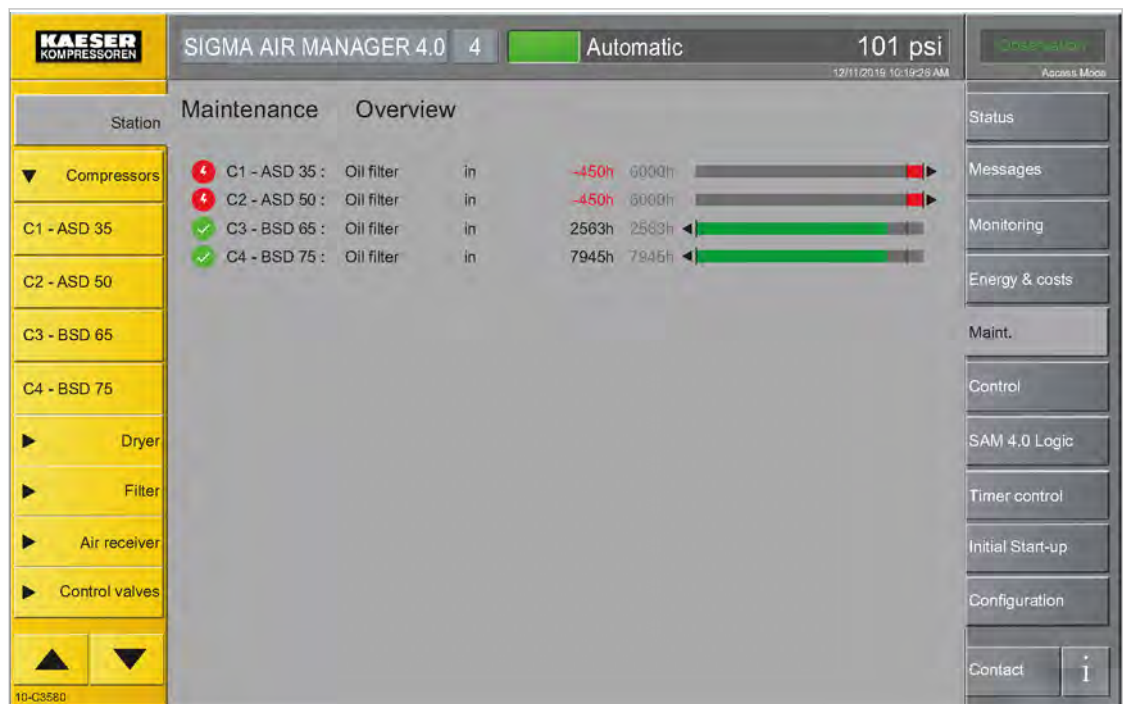 KAESER
KOMPRESSOREN
SIGMA AIR MANAGER 4.0 4 Automatic 101 psi
12/11/2019 10:19:26 AM
Observation
Access Mode
Station
Compressors
C1 - ASD 35
C2 - ASD 50
C3 - BSD 65
C4 - BSD 75
Dryer
Filter
Air receiver
Control valves
10-C3580
Maintenance Overview
C1 - ASD 35 : Oil filter in -450h 6000h
C2 - ASD 50 : Oil filter in -450h 6000h
C3 - BSD 65 : Oil filter in 2563h 2563h
C4 - BSD 75 : Oil filter in 7945h 7945h
Status
Messages
Monitoring
Energy & costs
Maint.
Control
SAM 4.0 Logic
Timer control
Initial Start-up
Configuration
Contact i